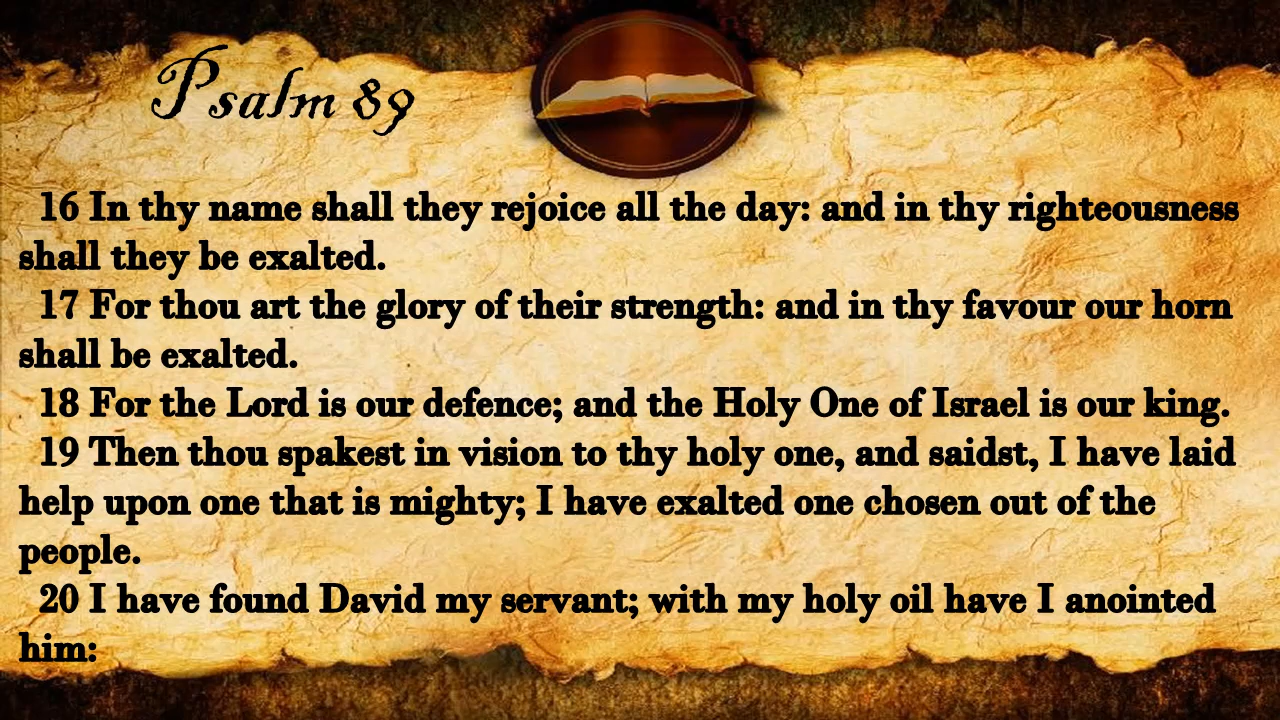 Psalm 89
16 In thy name shall they rejoice all the day: and in thy righteousness
shall they be exalted.
17 For thou art the glory of their strength: and in thy favour our horn
shall be exalted.
18 For the Lord is our defence; and the Holy One of Israel is our king.
19 Then thou spakest in vision to thy holy one, and saidst, I have laid
help upon one that is mighty; I have exalted one chosen out of the
people.
20 I have found David my servant; with my holy oil have I anointed
him: